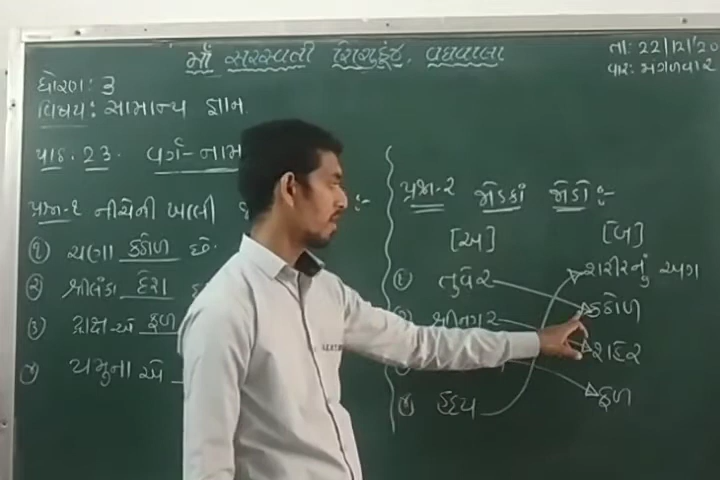 માઁ સરસ્વતી શિશુકુંજ, વઘવાલા
તા: 22/12/20
વાર: મંગળવાર
ધોરણ: 3
વિષય: સામાન્ય જ્ઞાન
પાઠ: 23. વર્ગ-નામ
પ્રશ્ન-૧ નીચેની ખાલી
(૧) ચણા કઠોળ છે.
(૨) શ્રીલંકા દેશ
(૩) દ્રાક્ષ એ ફળ
(૪) યમુના એ
પ્રશ્ન-૨ જોડકાં જોડો:-
[અ] [બ]
(૧) તુવેર શરીરનું અંગ
(૨) શ્રીનગર કઠોળ
શહેર
(૪) હૃદય ફળ